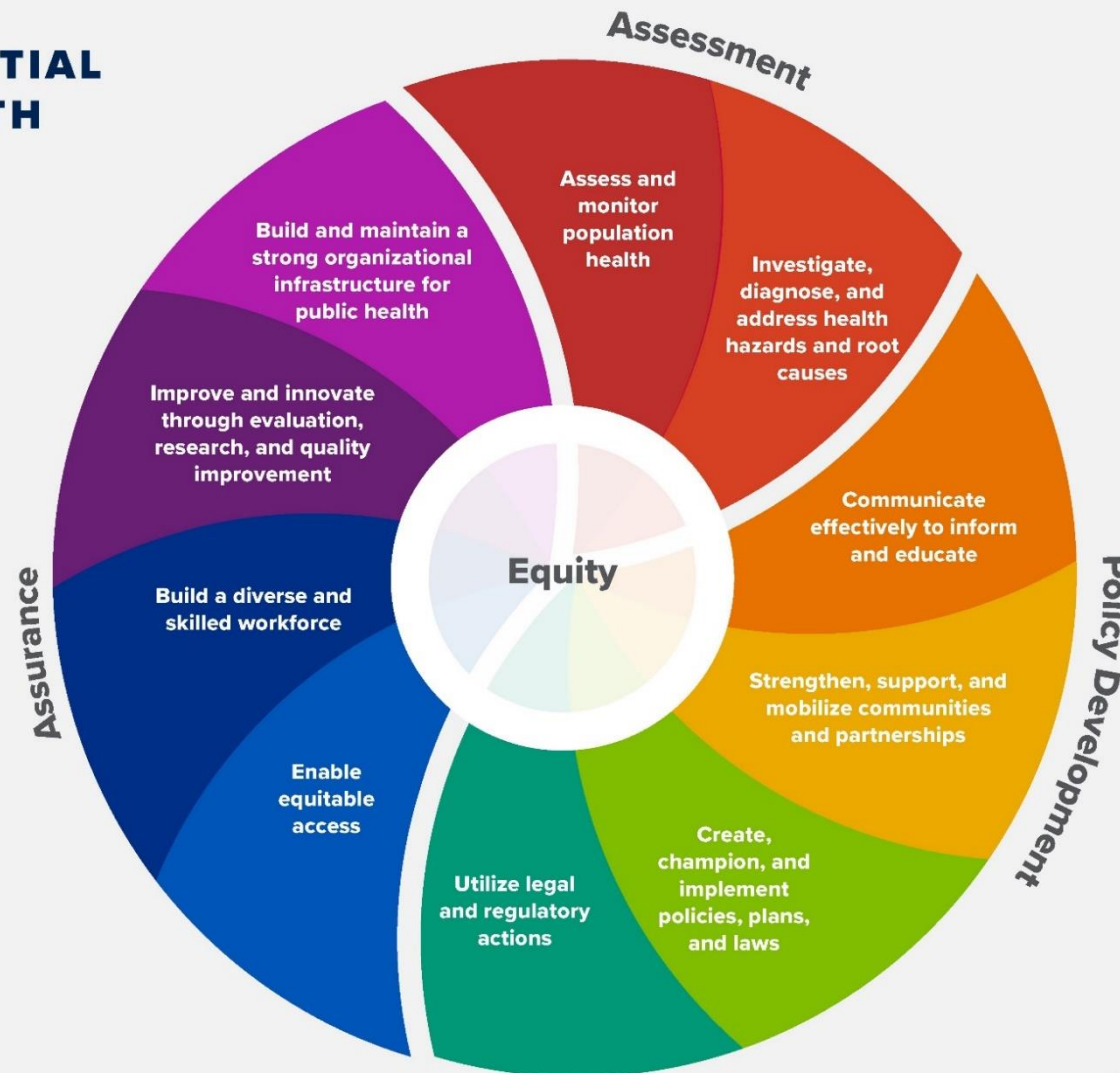 TIAL
TH
Assessment
Assess and
monitor
population
health
Investigate,
diagnose, and
address health
hazards and root
causes
Communicate
effectively to inform
and educate
Strengthen, support, and
mobilize communities
and partnerships
Create,
champion, and
implement
policies, plans,
and laws
Utilize legal
and regulatory
actions
Enable
equitable
access
Build a diverse and
skilled workforce
Improve and innovate
through evaluation,
research, and quality
improvement
Build and maintain a
strong organizational
infrastructure for
public health
Equity
Policy Development
Assurance